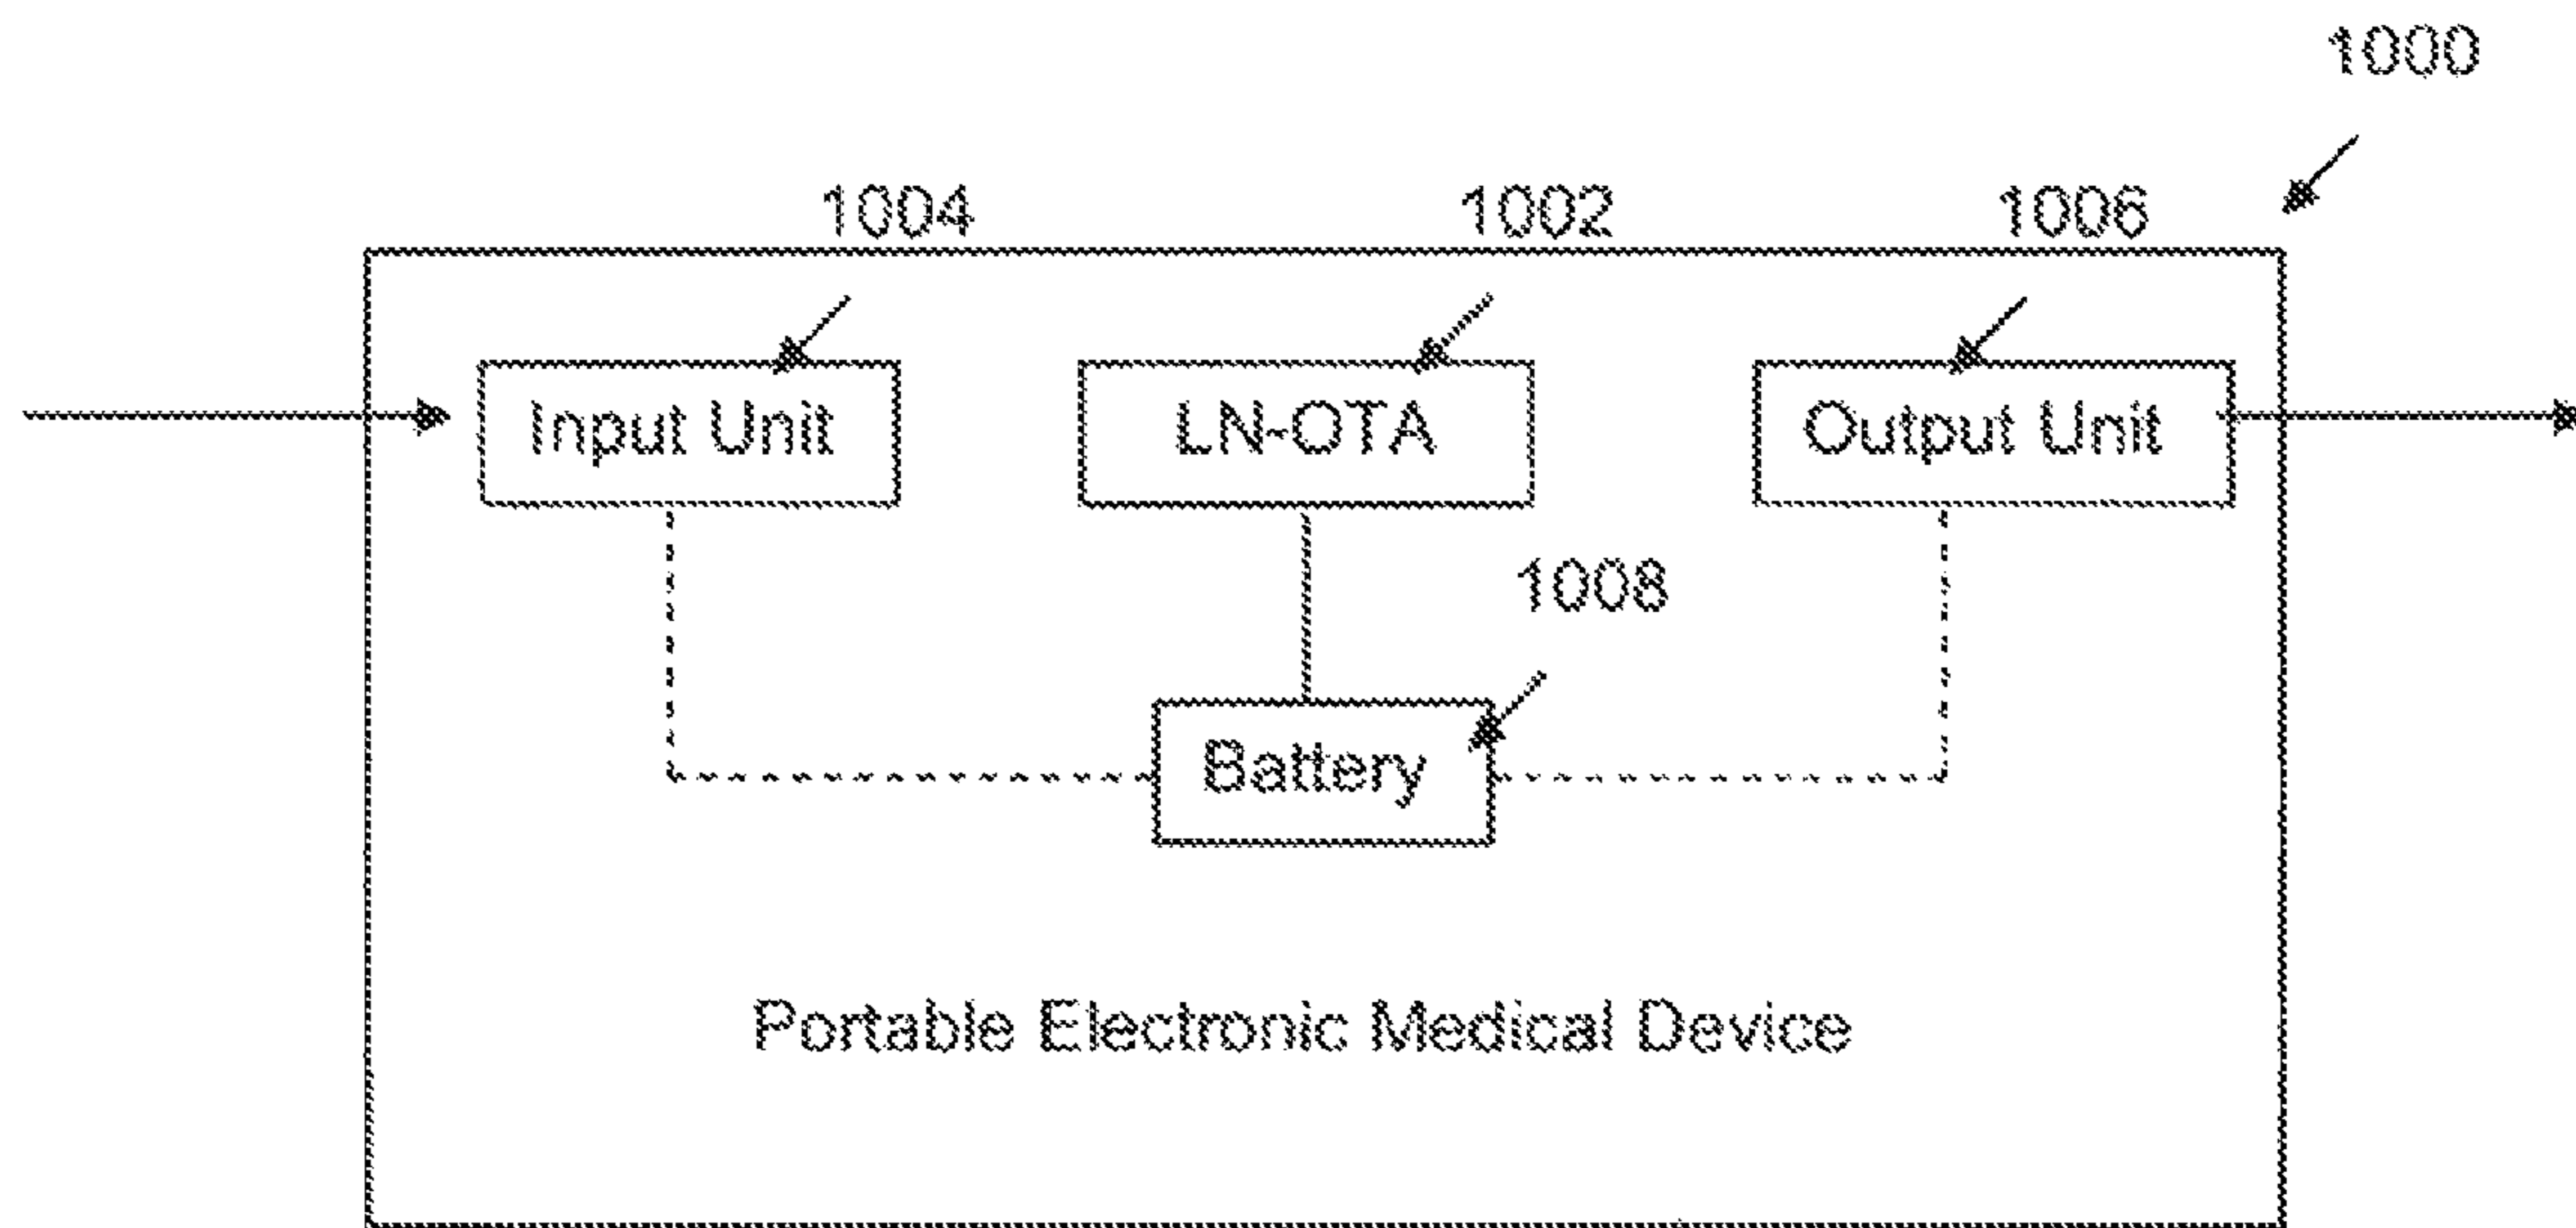 1000
1004 1002 1006
Input Unit LN-OTA Output Unit
1008
Battery
Portable Electronic Medical Device